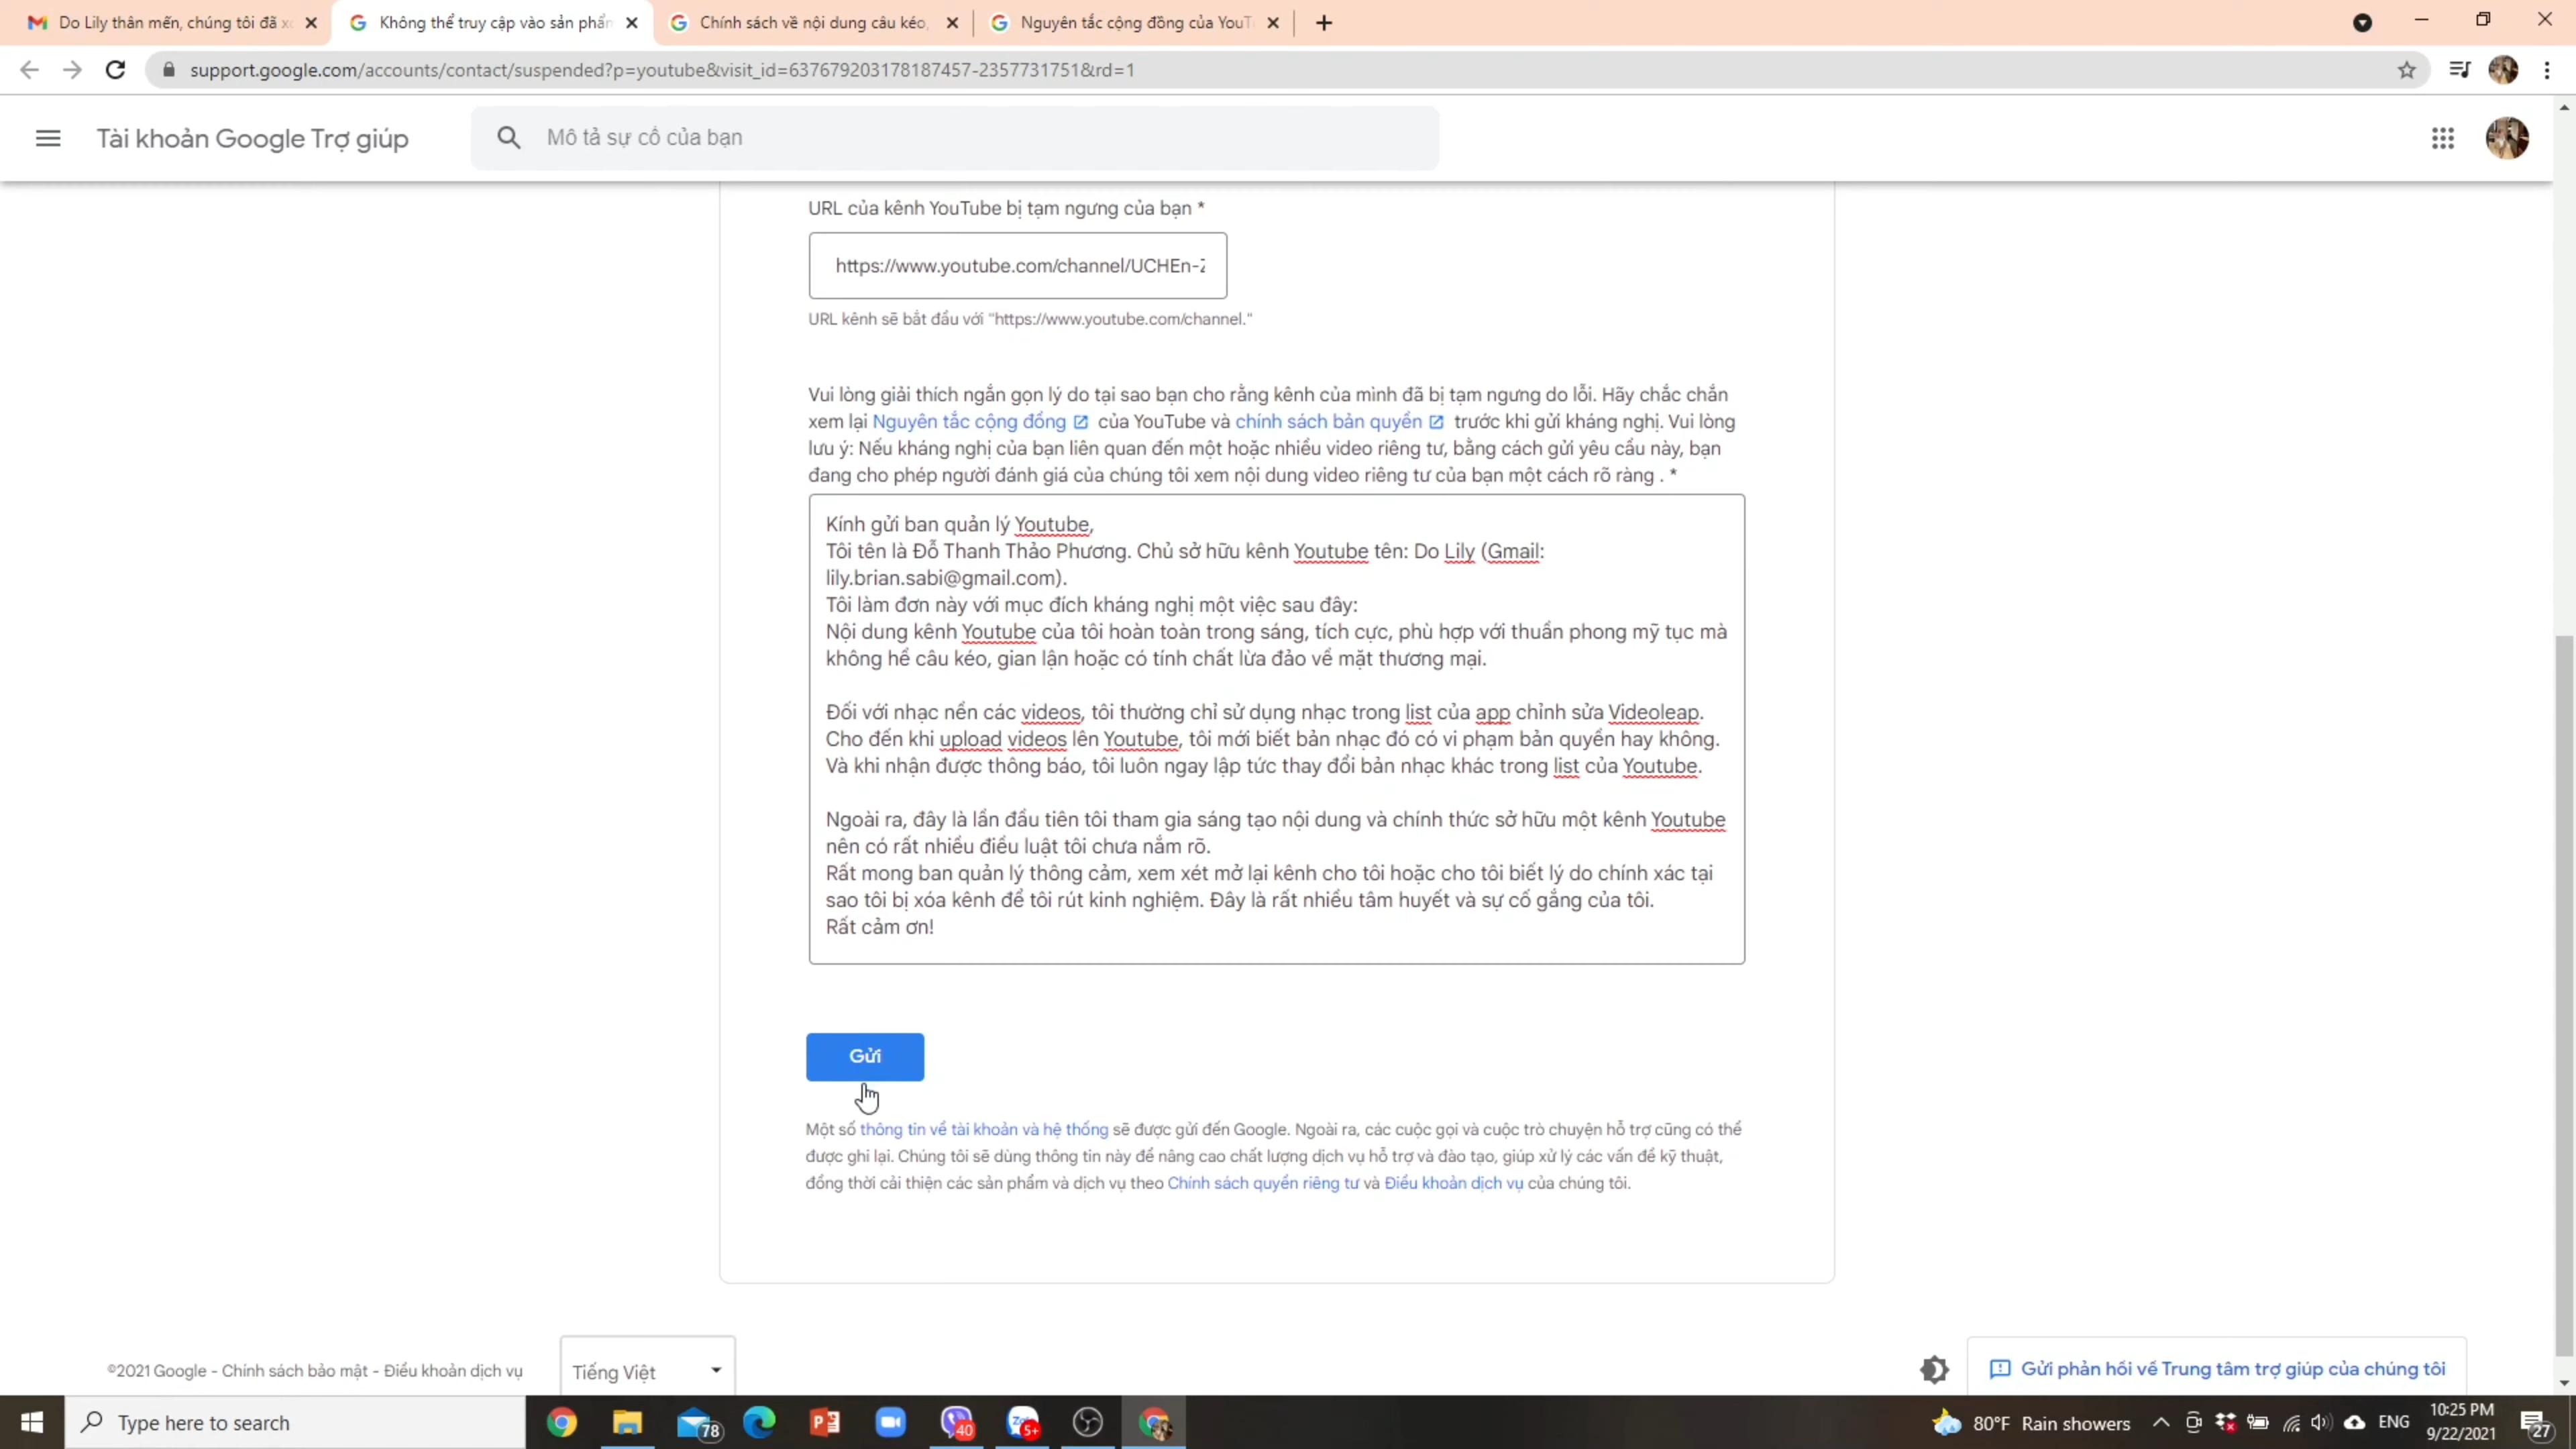 Do Lily thân mến, chúng tôi đã xó
Không thể truy cập vào sản phẩm
Chính sách về nội dung câu kéo,
Nguyên tắc cộng đồng của YouT
support.google.com/accounts/contact/suspended?p=youtube&visit_id=637679203178187457-2357731751&rd=1
Tài khoản Google Trợ giúp
Mô tả sự cố của bạn
URL của kênh YouTube bị tạm ngưng của bạn *
https://www.youtube.com/channel/UCHEn-Z
URL kênh sẽ bắt đầu với "https://www.youtube.com/channel."
Vui lòng giải thích ngắn gọn lý do tại sao bạn cho rằng kênh của mình đã bị tạm ngưng do lỗi. Hãy chắc chắn
xem lại Nguyên tắc cộng đồng của YouTube và chính sách bản quyền trước khi gửi kháng nghị. Vui lòng
lưu ý: Nếu kháng nghị của bạn liên quan đến một hoặc nhiều video riêng tư, bằng cách gửi yêu cầu này, bạn
đang cho phép người đánh giá của chúng tôi xem nội dung video riêng tư của bạn một cách rõ ràng . *
Kính gửi ban quản lý Youtube,
Tôi tên là Đỗ Thanh Thảo Phương. Chủ sở hữu kênh Youtube tên: Do Lily (Gmail:
lily.brian.sabi@gmail.com).
Tôi làm đơn này với mục đích kháng nghị một việc sau đây:
Nội dung kênh Youtube của tôi hoàn toàn trong sáng, tích cực, phù hợp với thuần phong mỹ tục mà
không hề câu kéo, gian lận hoặc có tính chất lừa đảo về mặt thương mại.
Đối với nhạc nền các videos, tôi thường chỉ sử dụng nhạc trong list của app chỉnh sửa Videoleap.
Cho đến khi upload videos lên Youtube, tôi mới biết bản nhạc đó có vi phạm bản quyền hay không.
Và khi nhận được thông báo, tôi luôn ngay lập tức thay đổi bản nhạc khác trong list của Youtube.
Ngoài ra, đây là lần đầu tiên tôi tham gia sáng tạo nội dung và chính thức sở hữu một kênh Youtube
nên có rất nhiều điều luật tôi chưa nắm rõ.
Rất mong ban quản lý thông cảm, xem xét mở lại kênh cho tôi hoặc cho tôi biết lý do chính xác tại
sao tôi bị xóa kênh để tôi rút kinh nghiệm. Đây là rất nhiều tâm huyết và sự cố gắng của tôi.
Rất cảm ơn!
Gửi
Một số thông tin về tài khoản và hệ thống sẽ được gửi đến Google. Ngoài ra, các cuộc gọi và cuộc trò chuyện hỗ trợ cũng có thể
được ghi lại. Chúng tôi sẽ dùng thông tin này để nâng cao chất lượng dịch vụ hỗ trợ và đào tạo, giúp xử lý các vấn đề kỹ thuật,
đồng thời cải thiện các sản phẩm và dịch vụ theo Chính sách quyền riêng tư và Điều khoản dịch vụ của chúng tôi.
©2021 Google - Chính sách bảo mật - Điều khoản dịch vụ
Tiếng Việt
Gửi phản hồi về Trung tâm trợ giúp của chúng tôi
Type here to search
78
40
Zalo
5+
80°F Rain showers
ENG
10:25 PM
9/22/2021
27